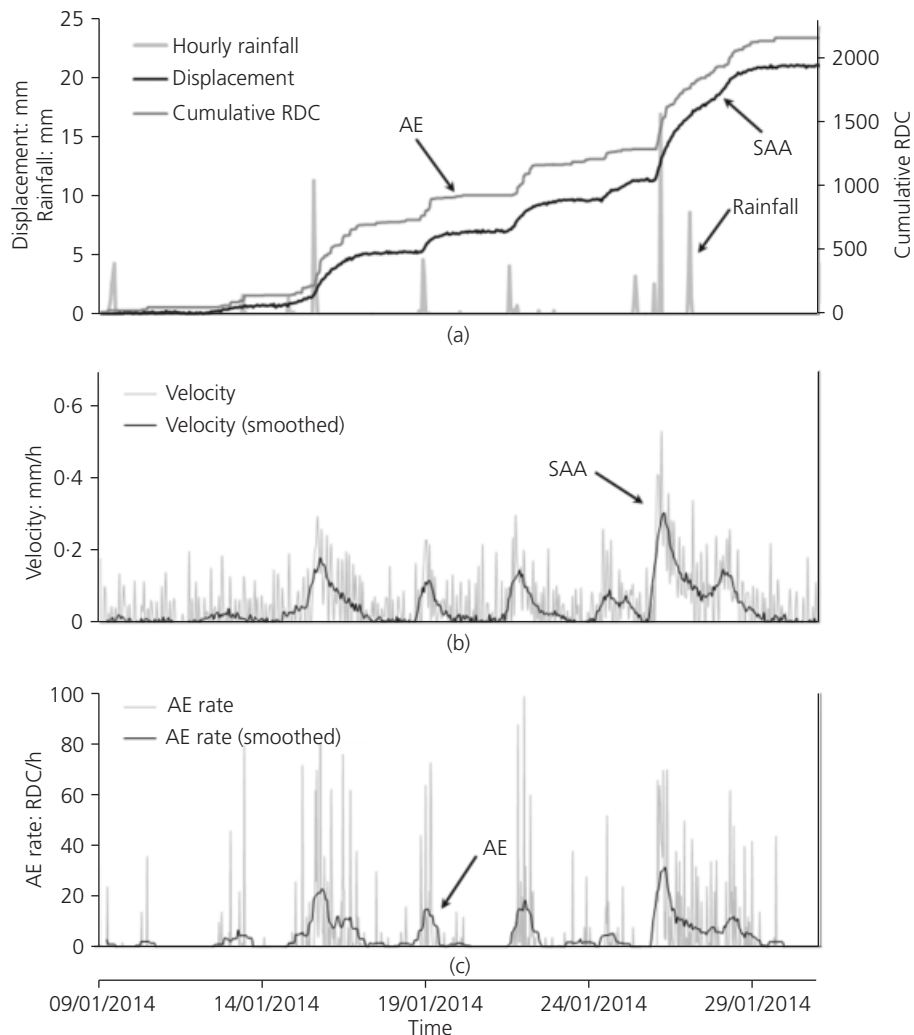 25
20
15
10
5
0
Displacement: mm
Rainfall: mm
Hourly rainfall
Displacement
Cumulative RDC
AE
SAA
Rainfall
2000
1500
1000
500
0
Cumulative RDC
(a)
0·6
0·4
0·2
0
Velocity: mm/h
Velocity
Velocity (smoothed)
SAA
(b)
100
80
60
40
20
0
AE rate: RDC/h
AE rate
AE rate (smoothed)
AE
(c)
09/01/2014 14/01/2014 19/01/2014 24/01/2014 29/01/2014
Time